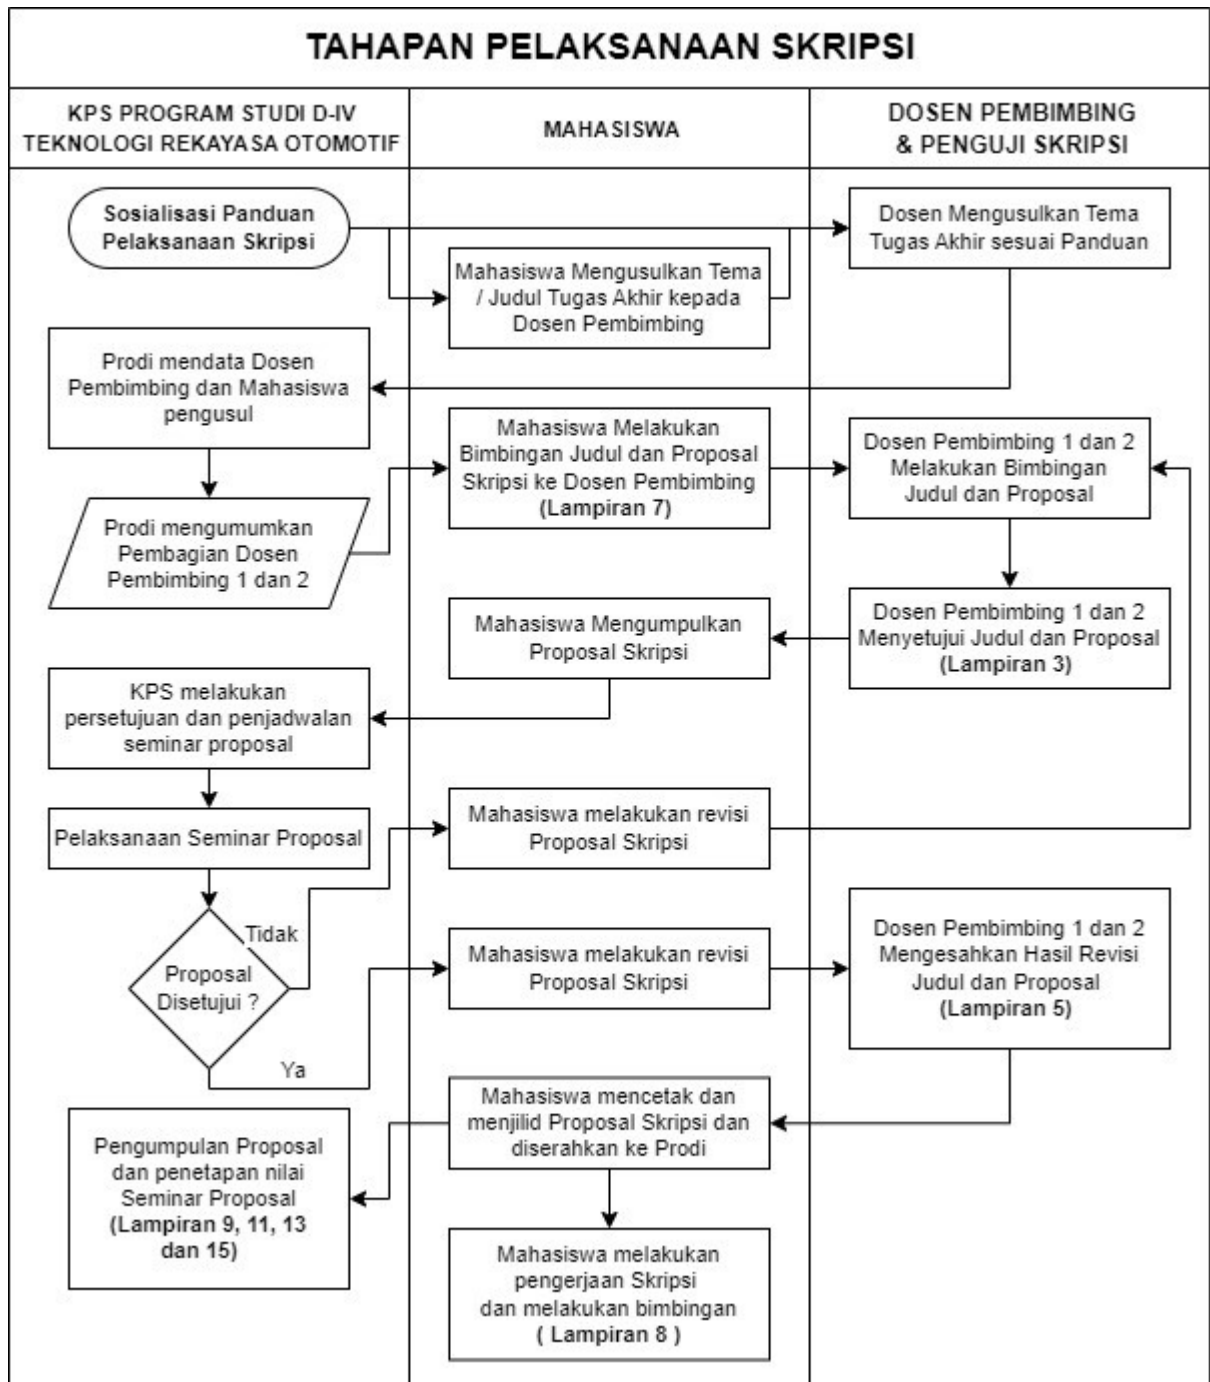 TAHAPAN PELAKSANAAN SKRIPSI
KPS PROGRAM STUDI D-IV
TEKNOLOGI REKAYASA OTOMOTIF
MAHASISWA
DOSEN PEMBIMBING
& PENGUJI SKRIPSI
Sosialisasi Panduan
Pelaksanaan Skripsi
Dosen Mengusulkan Tema
Tugas Akhir sesuai Panduan
Mahasiswa Mengusulkan Tema
/ Judul Tugas Akhir kepada
Dosen Pembimbing
Prodi mendata Dosen
Pembimbing dan Mahasiswa
pengusul
Mahasiswa Melakukan
Bimbingan Judul dan Proposal
Skripsi ke Dosen Pembimbing
(Lampiran 7)
Dosen Pembimbing 1 dan 2
Melakukan Bimbingan
Judul dan Proposal
Prodi mengumumkan
Pembagian Dosen
Pembimbing 1 dan 2
Dosen Pembimbing 1 dan 2
Menyetujui Judul dan Proposal
(Lampiran 3)
Mahasiswa Mengumpulkan
Proposal Skripsi
KPS melakukan
persetujuan dan penjadwalan
seminar proposal
Pelaksanaan Seminar Proposal
Mahasiswa melakukan revisi
Proposal Skripsi
Tidak
Proposal
Disetujui ?
Ya
Mahasiswa melakukan revisi
Proposal Skripsi
Dosen Pembimbing 1 dan 2
Mengesahkan Hasil Revisi
Judul dan Proposal
(Lampiran 5)
Mahasiswa mencetak dan
menjilid Proposal Skripsi dan
diserahkan ke Prodi
Pengumpulan Proposal
dan penetapan nilai
Seminar Proposal
(Lampiran 9, 11, 13
dan 15)
Mahasiswa melakukan
pengerjaan Skripsi
dan melakukan bimbingan
( Lampiran 8 )